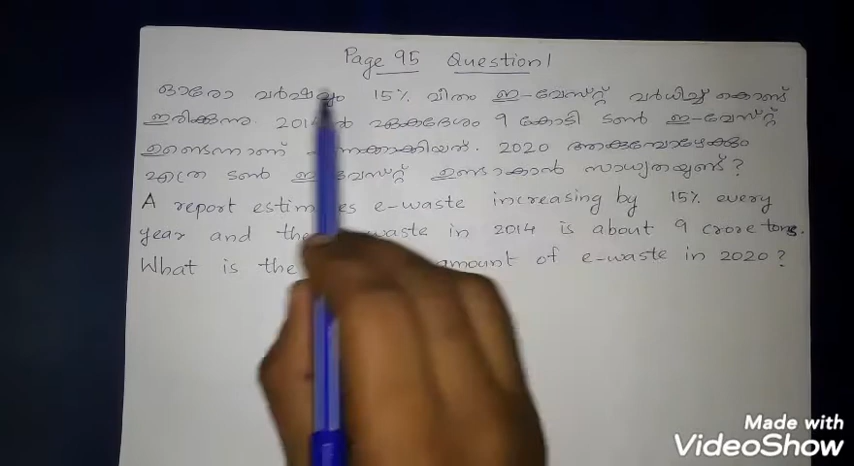 Page 95 Question 1
ഓരോ വർഷവും 15% വീതം ഇ-വേസ്റ്റ് വർധിച്ച് കൊണ്ട്
ഇരിക്കുന്നു. 2014 ൽ ഏകദേശം 9 കോടി ടൺ ഇ-വേസ്റ്റ്
ഉണ്ടെന്നാണ് 2020 ആകുമ്പോഴേക്കും
എത്ര ടൺ ഇ വേസ്റ്റ് ഉണ്ടാകാൻ സാധ്യതയുണ്ട്?
A report estimates e-waste increasing by 15% every
year and the waste in 2014 is about 9 crore tons.
What is the amount of e-waste in 2020?
Made with
VideoShow